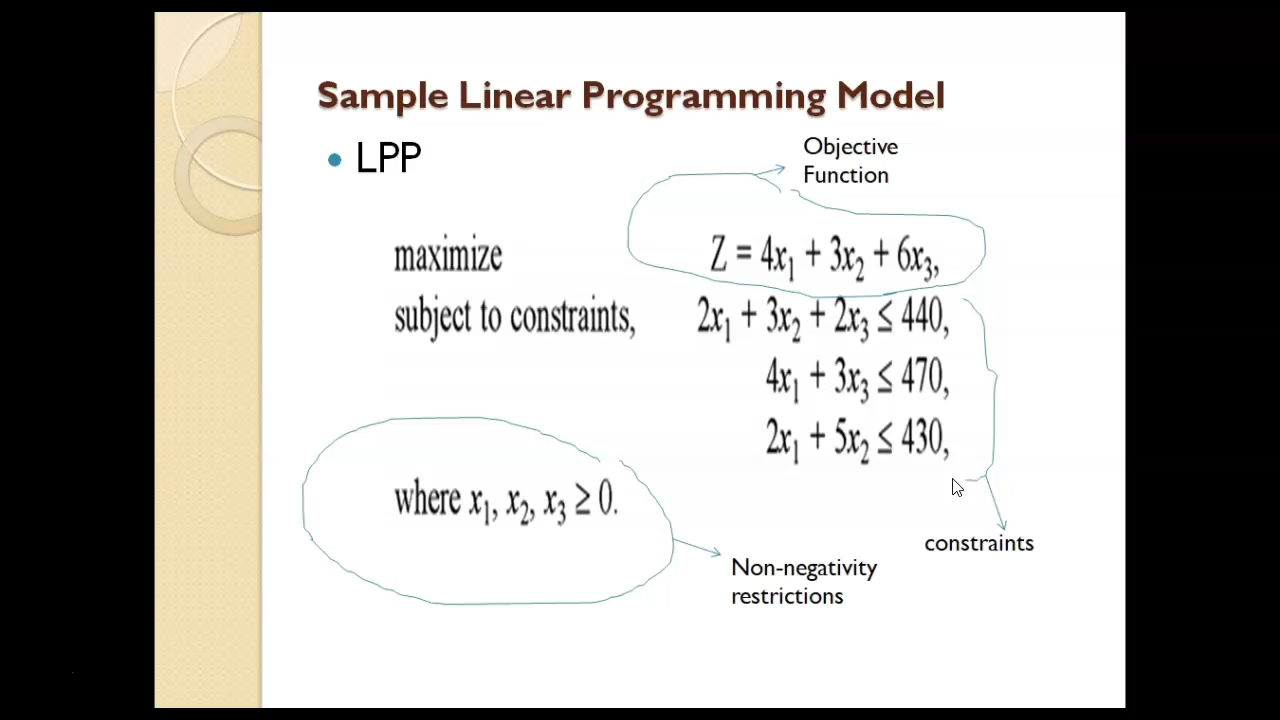 Sample Linear Programming Model
• LPP
Objective
Function
maximize Z = 4x₁ + 3x₂ + 6x₃,
subject to constraints, 2x₁ + 3x₂ + 2x₃ ≤ 440,
4x₁ + 3x₃ ≤ 470,
2x₁ + 5x₂ ≤ 430,
where x₁, x₂, x₃ ≥ 0.
constraints
Non-negativity
restrictions